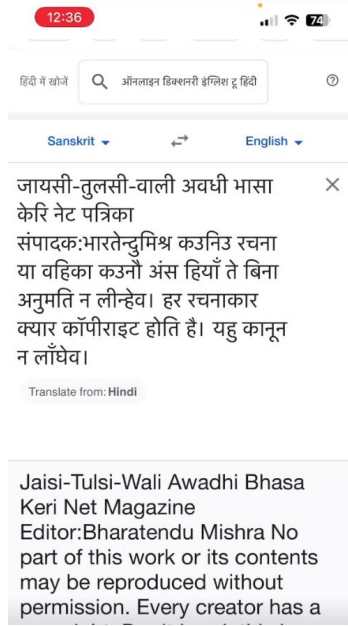 12:36
74
हिंदी में खोजें
ऑनलाइन डिक्शनरी इंग्लिश टू हिंदी
Sanskrit
English
जायसी-तुलसी-वाली अवधी भासा
केरि नेट पत्रिका
संपादक:भारतेन्दुमिश्र कउनिउ रचना
या वहिका कउनौ अंस हियाँ ते बिना
अनुमति न लीन्हेव। हर रचनाकार
क्यार कॉपीराइट होति है। यहु कानून
न लाँघेव।
Translate from: Hindi
Jaisi-Tulsi-Wali Awadhi Bhasa
Keri Net Magazine
Editor:Bharatendu Mishra No
part of this work or its contents
may be reproduced without
permission. Every creator has a